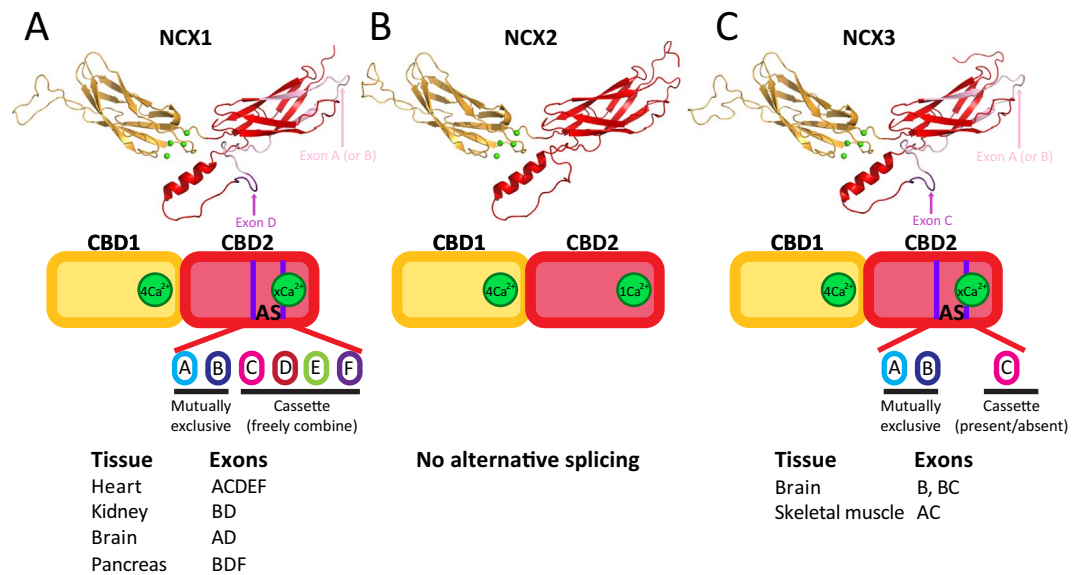 A
NCX1
Exon A (or B)
Exon D
CBD1
CBD2
4Ca2+
xCa2+
AS
A B C D E F
Mutually
exclusive
Cassette
(freely combine)
Tissue Exons
Heart ACDEF
Kidney BD
Brain AD
Pancreas BDF
B
NCX2
CBD1
CBD2
4Ca2+
1Ca2+
No alternative splicing
C
NCX3
Exon A (or B)
Exon C
CBD1
CBD2
4Ca2+
xCa2+
AS
A B C
Mutually
exclusive
Cassette
(present/absent)
Tissue Exons
Brain B, BC
Skeletal muscle AC